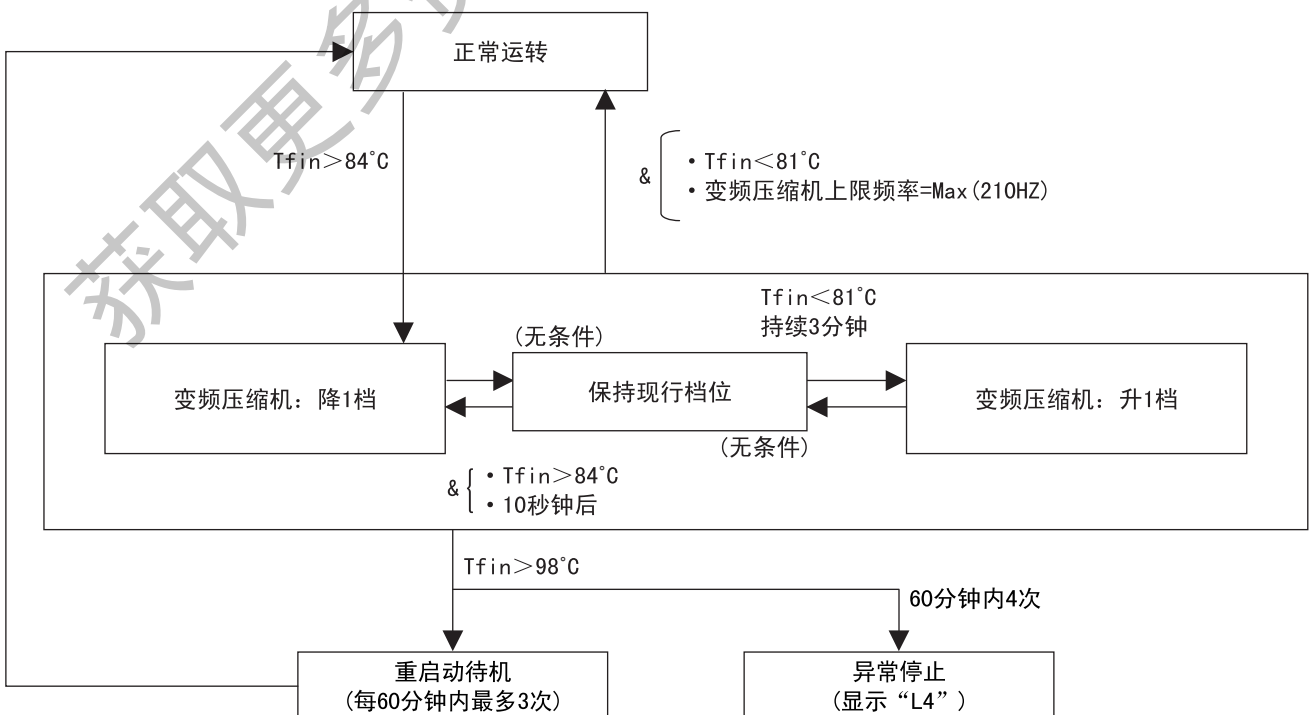 正常运转
Tfin＞84°C
&
・Tfin＜81°C
・变频压缩机上限频率=Max(210HZ)
Tfin＜81°C
持续3分钟
(无条件)
变频压缩机：降1档
保持现行档位
变频压缩机：升1档
(无条件)
&
・Tfin＞84°C
・10秒钟后
Tfin＞98°C
60分钟内4次
重启动待机
(每60分钟内最多3次)
异常停止
(显示“L4”)
获取更多